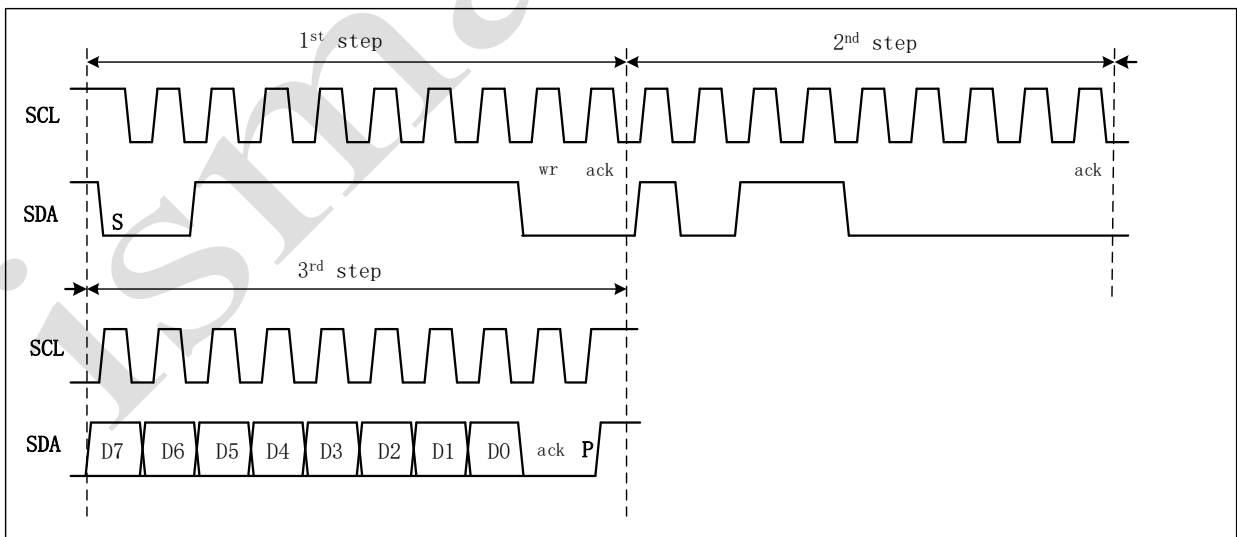 1st step 2nd step
SCL
wr ack ack
SDA S
3rd step
SCL
SDA D7 D6 D5 D4 D3 D2 D1 D0 ack P